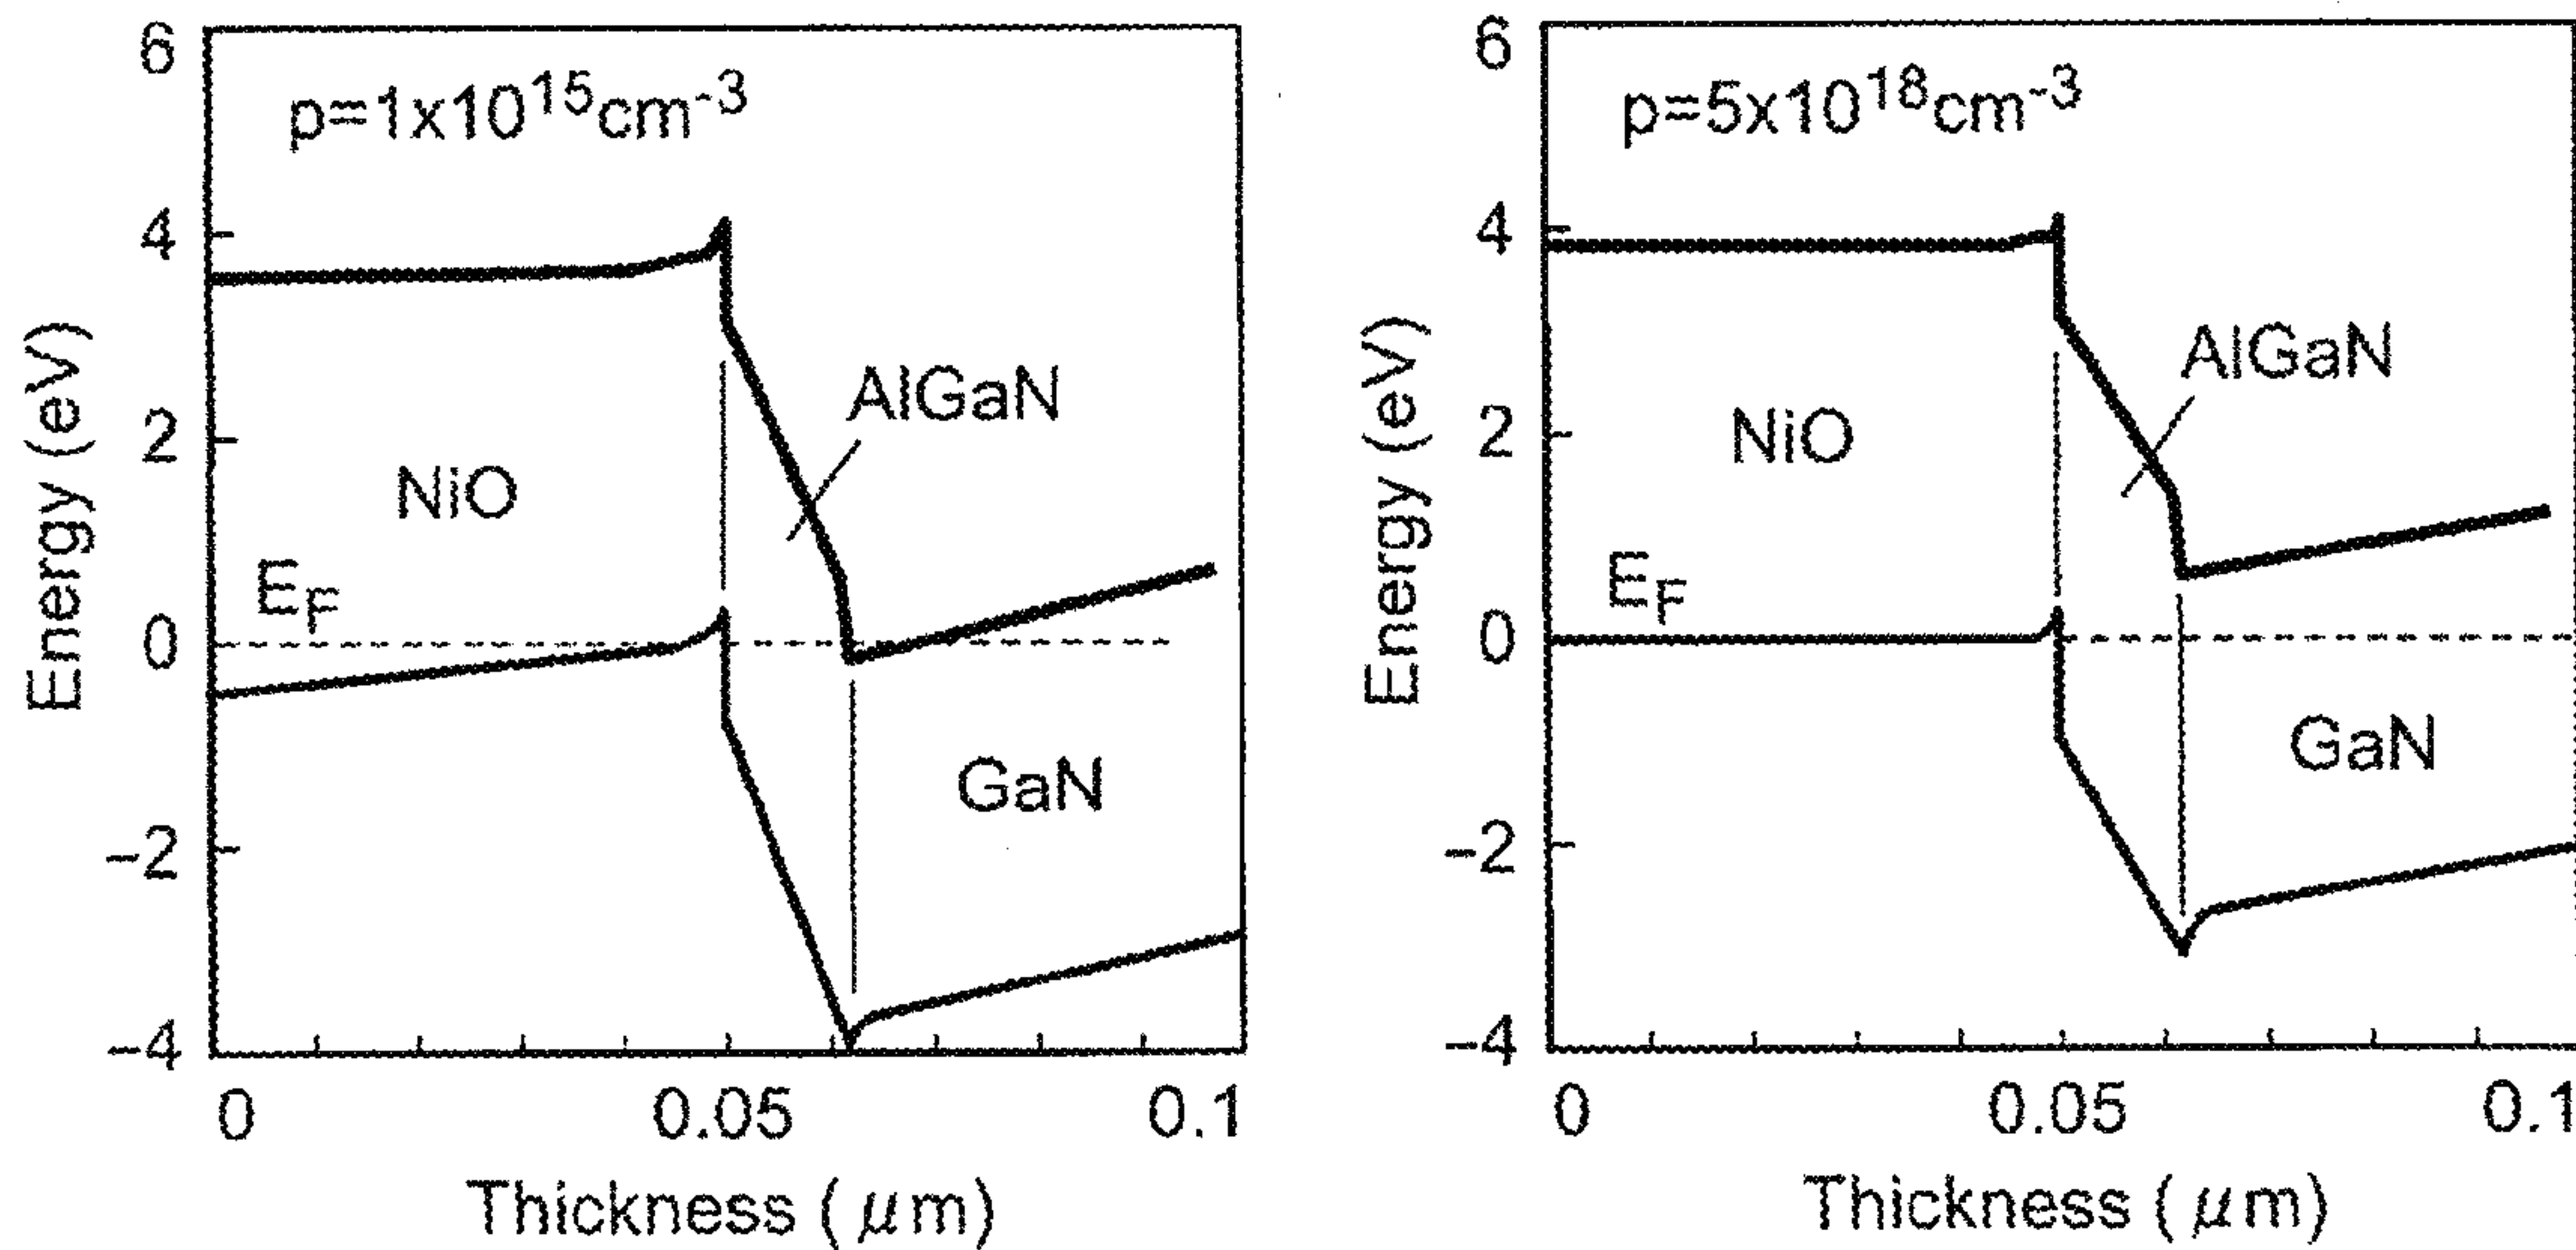 p=1x10¹⁵cm⁻³
6
4
2
0
−2
−4
Energy (eV)
NiO
AlGaN
E_F
GaN
0
0.05
0.1
Thickness (μm)
p=5x10¹⁸cm⁻³
6
4
2
0
−2
−4
Energy (eV)
NiO
AlGaN
E_F
GaN
0
0.05
0.1
Thickness (μm)